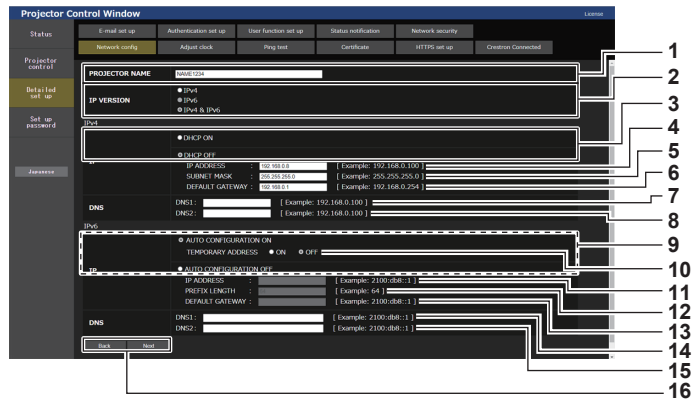 Projector Control Window
License
Status
Projector
control
Detailed
set up
Set up
password
Japanese
E-mail set up
Authentication set up
User function set up
Status notification
Network security
Network config
Adjust clock
Ping test
Certificate
HTTPS set up
Crestron Connected
PROJECTOR NAME
NAME1234
IP VERSION
IPv4
IPv6
IPv4 & IPv6
IPv4
IP
DHCP ON
DHCP OFF
IP ADDRESS : 192.168.0.8 [ Example: 192.168.0.100 ]
SUBNET MASK : 255.255.255.0 [ Example: 255.255.255.0 ]
DEFAULT GATEWAY : 192.168.0.1 [ Example: 192.168.0.254 ]
DNS
DNS1: [ Example: 192.168.0.100 ]
DNS2: [ Example: 192.168.0.100 ]
IPv6
IP
AUTO CONFIGURATION ON
TEMPORARY ADDRESS ON OFF
AUTO CONFIGURATION OFF
IP ADDRESS : [ Example: 2100:db8::1 ]
PREFIX LENGTH : [ Example: 64 ]
DEFAULT GATEWAY : [ Example: 2100:db8::1 ]
DNS
DNS1: [ Example: 2100:db8::1 ]
DNS2: [ Example: 2100:db8::1 ]
Back Next
1
2
3
4
5
6
7
8
9
10
11
12
13
14
15
16